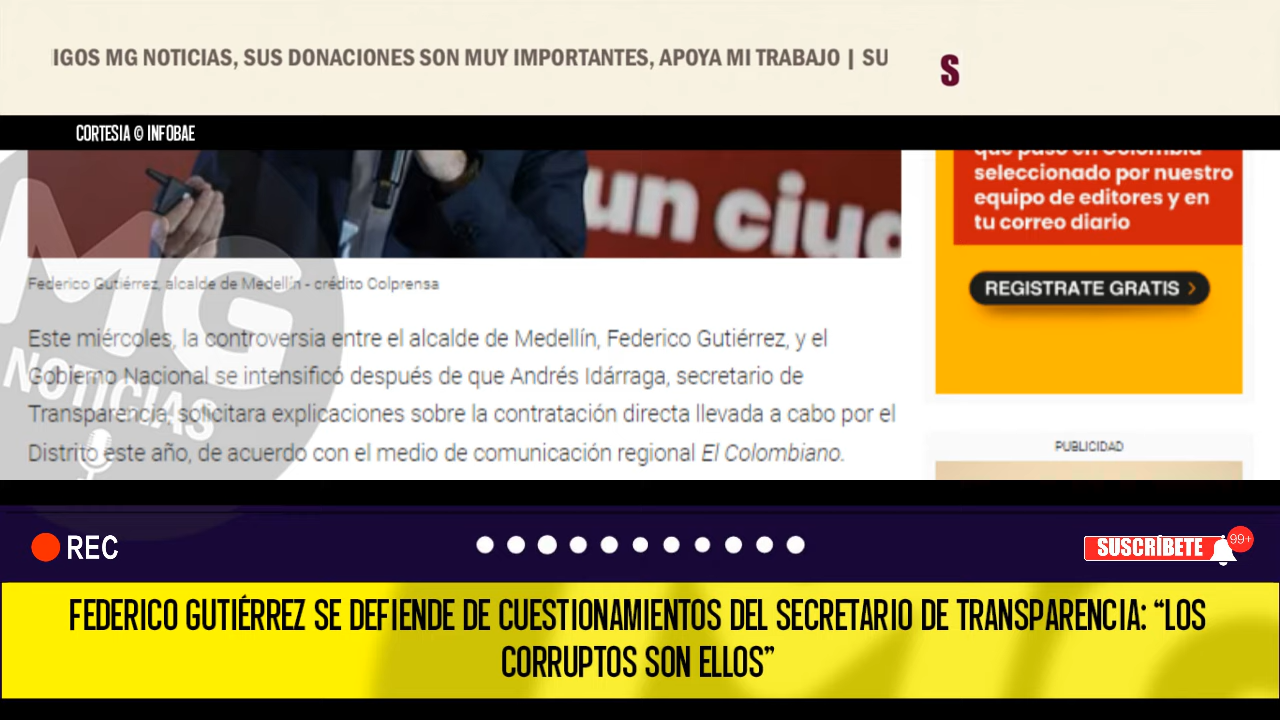 IGOS MG NOTICIAS, SUS DONACIONES SON MUY IMPORTANTES, APOYA MI TRABAJO | SU
S
CORTESIA © INFOBAE
un ciud
Federico Gutiérrez, alcalde de Medellín - crédito Colprensa
Este miércoles, la controversia entre el alcalde de Medellín, Federico Gutiérrez, y el
Gobierno Nacional se intensificó después de que Andrés Idárraga, secretario de
Transparencia, solicitara explicaciones sobre la contratación directa llevada a cabo por el
Distrito este año, de acuerdo con el medio de comunicación regional El Colombiano.
MG
NOTICIAS
que pasó en Colombia
seleccionado por nuestro
equipo de editores y en
tu correo diario
REGISTRATE GRATIS >
PUBLICIDAD
REC
SUSCRÍBETE
99+
FEDERICO GUTIÉRREZ SE DEFIENDE DE CUESTIONAMIENTOS DEL SECRETARIO DE TRANSPARENCIA: “LOS
CORRUPTOS SON ELLOS”